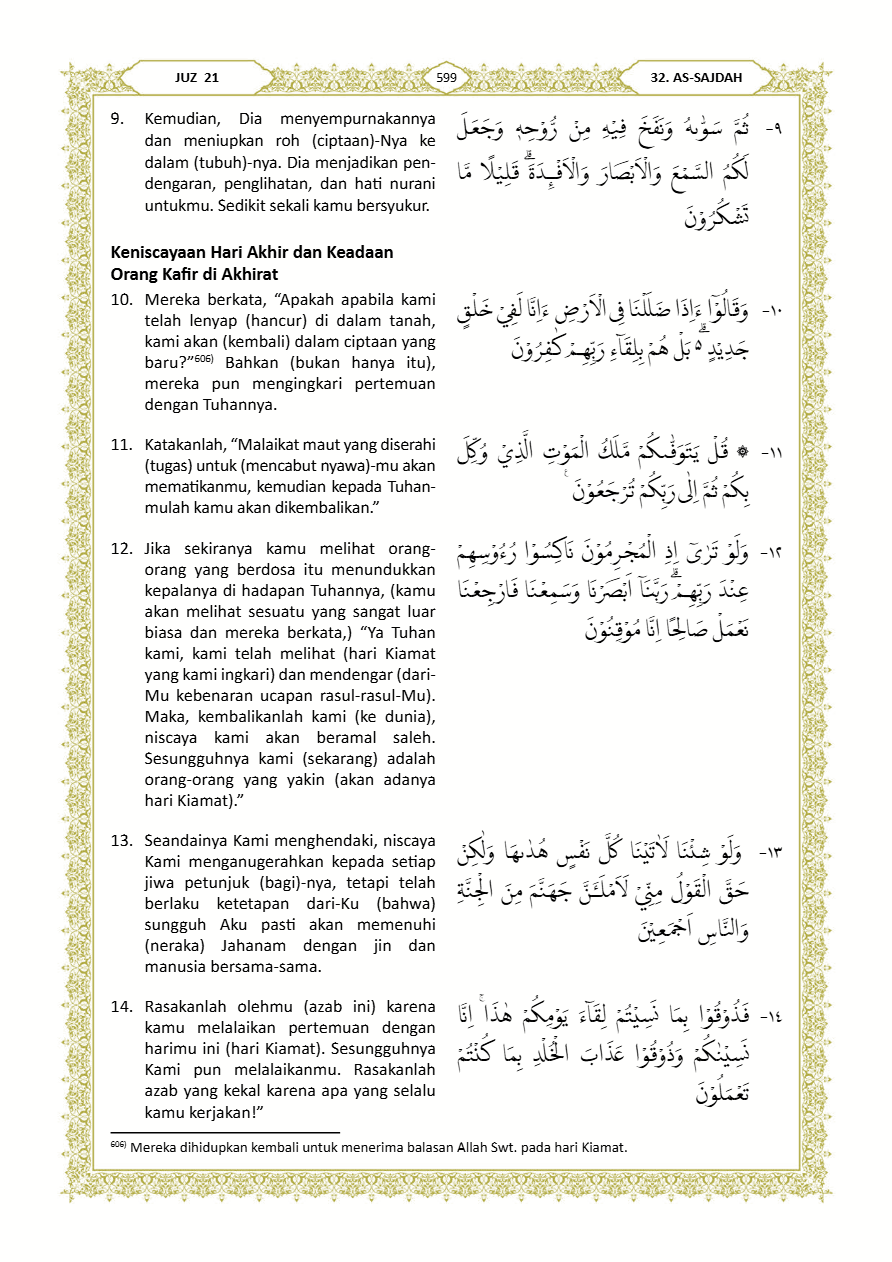 JUZ 21
599
32. AS-SAJDAH
9. Kemudian, Dia menyempurnakannya
dan meniupkan roh (ciptaan)-Nya ke
dalam (tubuh)-nya. Dia menjadikan pen-
dengaran, penglihatan, dan hati nurani
untukmu. Sedikit sekali kamu bersyukur.
٩- ثُمَّ سَوّٰىهُ وَنَفَخَ فِيْهِ مِنْ رُّوْحِهٖ وَجَعَلَ
لَكُمُ السَّمْعَ وَالْاَبْصَارَ وَالْاَفْـِٕدَةَۗ قَلِيْلًا مَّا
تَشْكُرُوْنَ
Keniscayaan Hari Akhir dan Keadaan
Orang Kafir di Akhirat
10. Mereka berkata, “Apakah apabila kami
telah lenyap (hancur) di dalam tanah,
kami akan (kembali) dalam ciptaan yang
baru?”606) Bahkan (bukan hanya itu),
mereka pun mengingkari pertemuan
dengan Tuhannya.
١٠- وَقَالُوْٓا ءَاِذَا ضَلَلْنَا فِى الْاَرْضِ ءَاِنَّا لَفِيْ خَلْقٍ
جَدِيْدٍ ەۗ بَلْ هُمْ بِلِقَاۤءِ رَبِّهِمْ كٰفِرُوْنَ
11. Katakanlah, “Malaikat maut yang diserahi
(tugas) untuk (mencabut nyawa)-mu akan
mematikanmu, kemudian kepada Tuhan-
mulah kamu akan dikembalikan.”
١١- ۞ قُلْ يَتَوَفّٰىكُمْ مَّلَكُ الْمَوْتِ الَّذِيْ وُكِّلَ
بِكُمْ ثُمَّ اِلٰى رَبِّكُمْ تُرْجَعُوْنَ ࣖ
12. Jika sekiranya kamu melihat orang-
orang yang berdosa itu menundukkan
kepalanya di hadapan Tuhannya, (kamu
akan melihat sesuatu yang sangat luar
biasa dan mereka berkata,) “Ya Tuhan
kami, kami telah melihat (hari Kiamat
yang kami ingkari) dan mendengar (dari-
Mu kebenaran ucapan rasul-rasul-Mu).
Maka, kembalikanlah kami (ke dunia),
niscaya kami akan beramal saleh.
Sesungguhnya kami (sekarang) adalah
orang-orang yang yakin (akan adanya
hari Kiamat).”
١٢- وَلَوْ تَرٰىٓ اِذِ الْمُجْرِمُوْنَ نَاكِسُوْا رُءُوْسِهِمْ
عِنْدَ رَبِّهِمْۗ رَبَّنَآ اَبْصَرْنَا وَسَمِعْنَا فَارْجِعْنَا
نَعْمَلْ صَالِحًا اِنَّا مُوْقِنُوْنَ
13. Seandainya Kami menghendaki, niscaya
Kami menganugerahkan kepada setiap
jiwa petunjuk (bagi)-nya, tetapi telah
berlaku ketetapan dari-Ku (bahwa)
sungguh Aku pasti akan memenuhi
(neraka) Jahanam dengan jin dan
manusia bersama-sama.
١٣- وَلَوْ شِئْنَا لَاٰتَيْنَا كُلَّ نَفْسٍ هُدٰىهَا وَلٰكِنْ
حَقَّ الْقَوْلُ مِنِّيْ لَاَمْلَـَٔنَّ جَهَنَّمَ مِنَ الْجِنَّةِ
وَالنَّاسِ اَجْمَعِيْنَ
14. Rasakanlah olehmu (azab ini) karena
kamu melalaikan pertemuan dengan
harimu ini (hari Kiamat). Sesungguhnya
Kami pun melalaikanmu. Rasakanlah
azab yang kekal karena apa yang selalu
kamu kerjakan!”
١٤- فَذُوْقُوْا بِمَا نَسِيْتُمْ لِقَاۤءَ يَوْمِكُمْ هٰذَاۚ اِنَّا
نَسِيْنٰكُمْ وَذُوْقُوْا عَذَابَ الْخُلْدِ بِمَا كُنْتُمْ
تَعْمَلُوْنَ
606) Mereka dihidupkan kembali untuk menerima balasan Allah Swt. pada hari Kiamat.